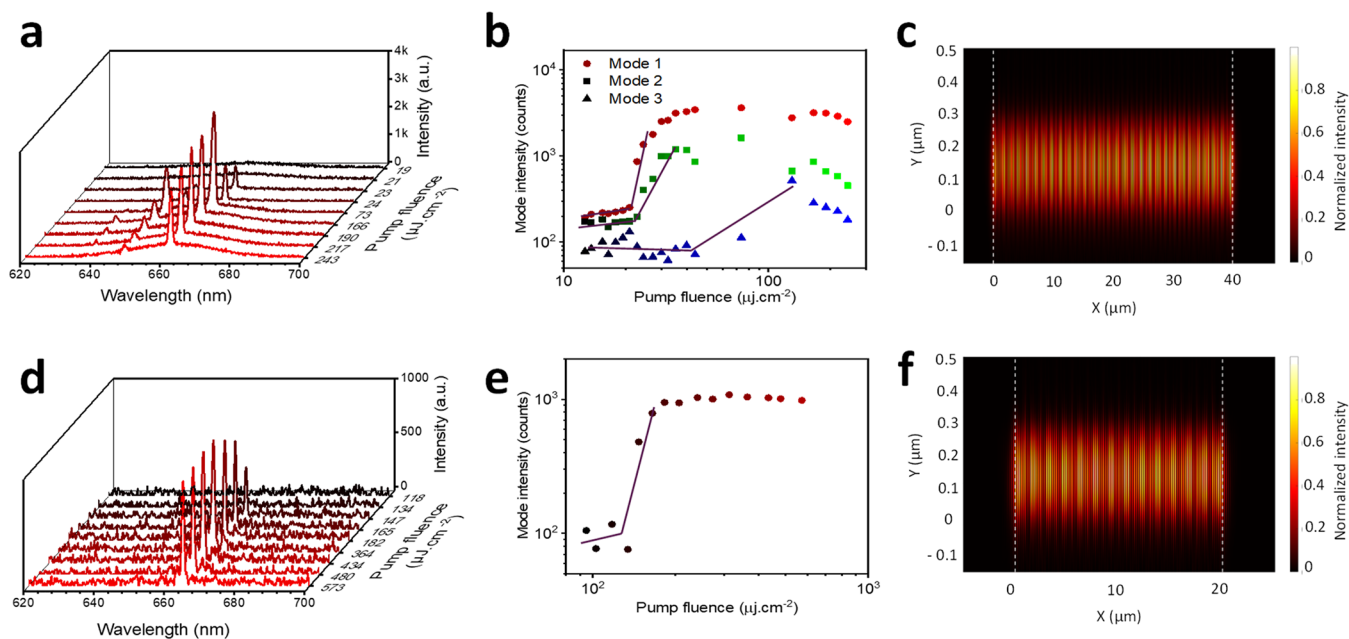 a
4k
3k
2k
1k
0
Intensity (a.u.)
19
21
23
24
73
166
190
217
243
Pump fluence
(µJ.cm-2)
620
640
660
680
700
Wavelength (nm)
b
Mode 1
Mode 2
Mode 3
10⁴
10³
10²
Mode intensity (counts)
10
100
Pump fluence (µj.cm-2)
c
0.5
0.4
0.3
0.2
0.1
0
- 0.1
Y (µm)
0
10
20
30
40
X (µm)
0.8
0.6
0.4
0.2
0
Normalized intensity
d
1000
500
0
Intensity (a.u.)
118
134
147
165
182
364
434
480
573
Pump fluence
(µJ.cm-2)
620
640
660
680
700
Wavelength (nm)
e
10³
10²
Mode intensity (counts)
10²
10³
Pump fluence (µj.cm-2)
f
0.5
0.4
0.3
0.2
0.1
0
- 0.1
Y (µm)
0
10
20
X (µm)
0.8
0.6
0.4
0.2
0
Normalized intensity